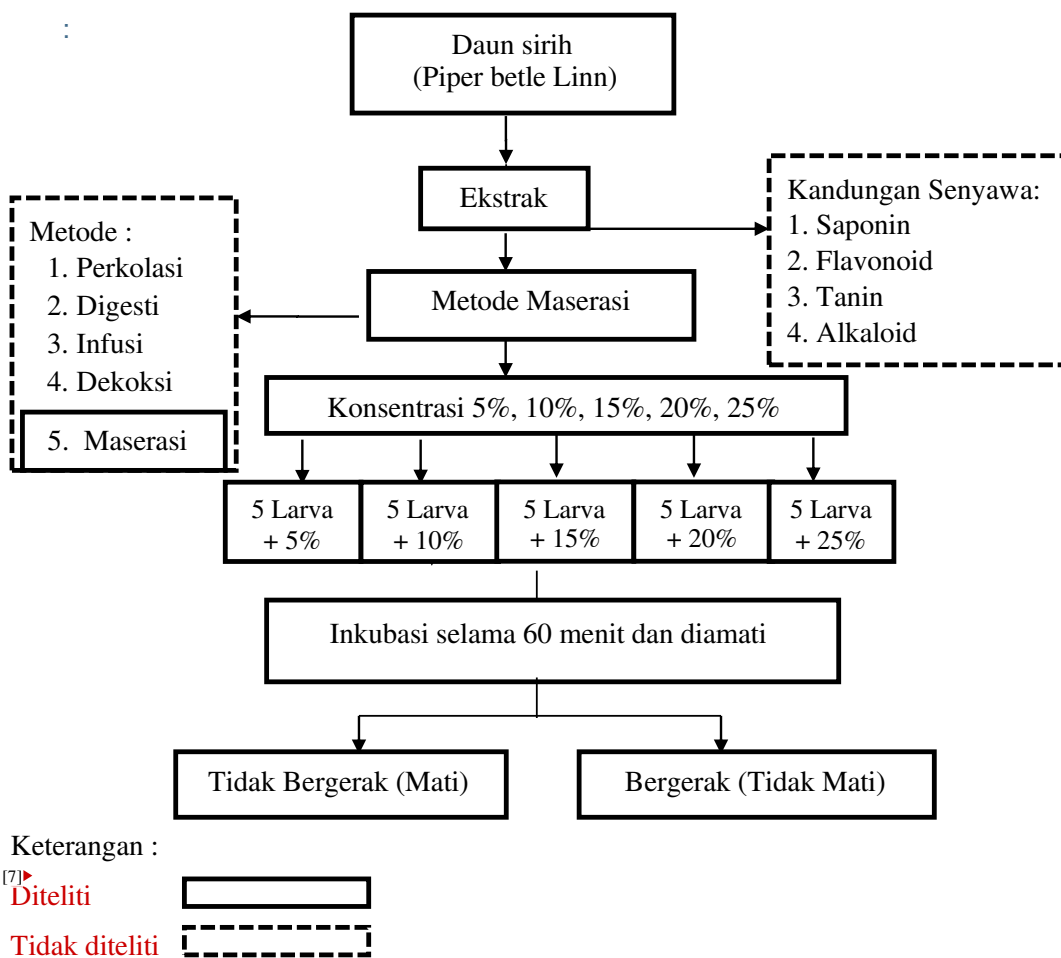 :
Daun sirih
(Piper betle Linn)
Ekstrak
Kandungan Senyawa:
1. Saponin
2. Flavonoid
3. Tanin
4. Alkaloid
Metode :
1. Perkolasi
2. Digesti
3. Infusi
4. Dekoksi
5. Maserasi
Metode Maserasi
Konsentrasi 5%, 10%, 15%, 20%, 25%
5 Larva
+ 5%
5 Larva
+ 10%
5 Larva
+ 15%
5 Larva
+ 20%
5 Larva
+ 25%
Inkubasi selama 60 menit dan diamati
Tidak Bergerak (Mati)
Bergerak (Tidak Mati)
Keterangan :
[7]
Diteliti
Tidak diteliti